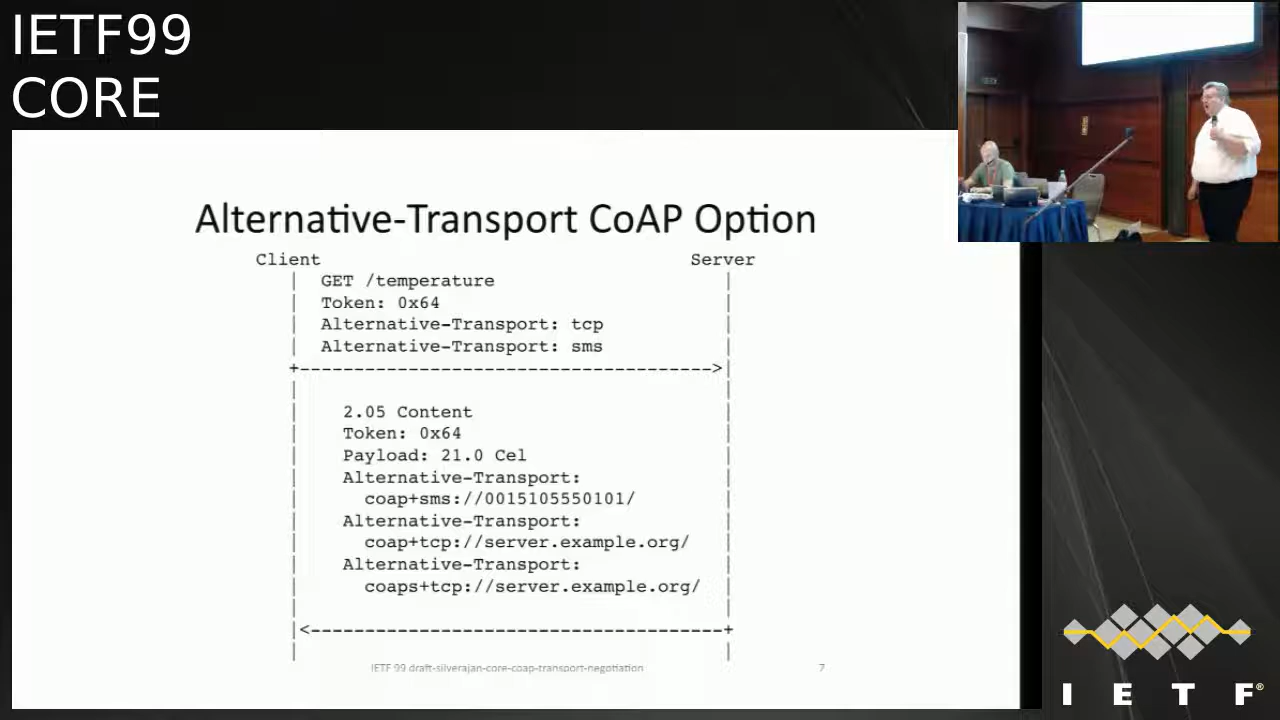 IETF99
CORE
Alternative-Transport CoAP Option
Client Server
GET /temperature
Token: 0x64
Alternative-Transport: tcp
Alternative-Transport: sms
2.05 Content
Token: 0x64
Payload: 21.0 Cel
Alternative-Transport:
coap+sms://0015105550101/
Alternative-Transport:
coap+tcp://server.example.org/
Alternative-Transport:
coaps+tcp://server.example.org/
IETF 99 draft-silverajan-core-coap-transport-negotiation 7
I E T F®